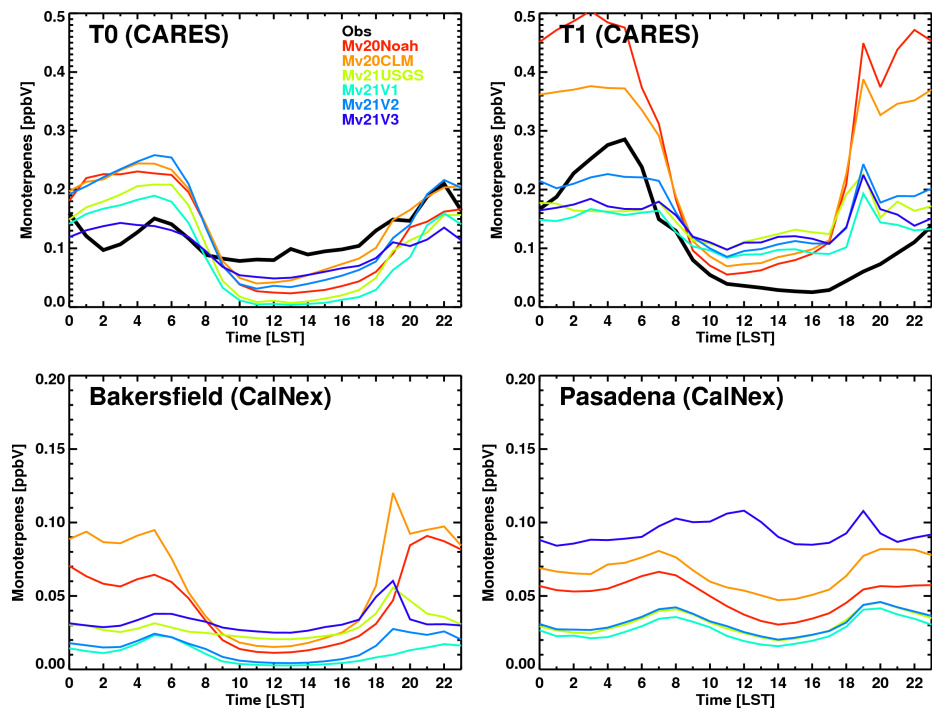 T0 (CARES)
Obs
Mv20Noah
Mv20CLM
Mv21USGS
Mv21V1
Mv21V2
Mv21V3
Monoterpenes [ppbV]
0.5
0.4
0.3
0.2
0.1
0.0
0 2 4 6 8 10 12 14 16 18 20 22
Time [LST]
T1 (CARES)
Monoterpenes [ppbV]
0.5
0.4
0.3
0.2
0.1
0.0
0 2 4 6 8 10 12 14 16 18 20 22
Time [LST]
Bakersfield (CalNex)
Monoterpenes [ppbV]
0.20
0.15
0.10
0.05
0.00
0 2 4 6 8 10 12 14 16 18 20 22
Time [LST]
Pasadena (CalNex)
Monoterpenes [ppbV]
0.20
0.15
0.10
0.05
0.00
0 2 4 6 8 10 12 14 16 18 20 22
Time [LST]